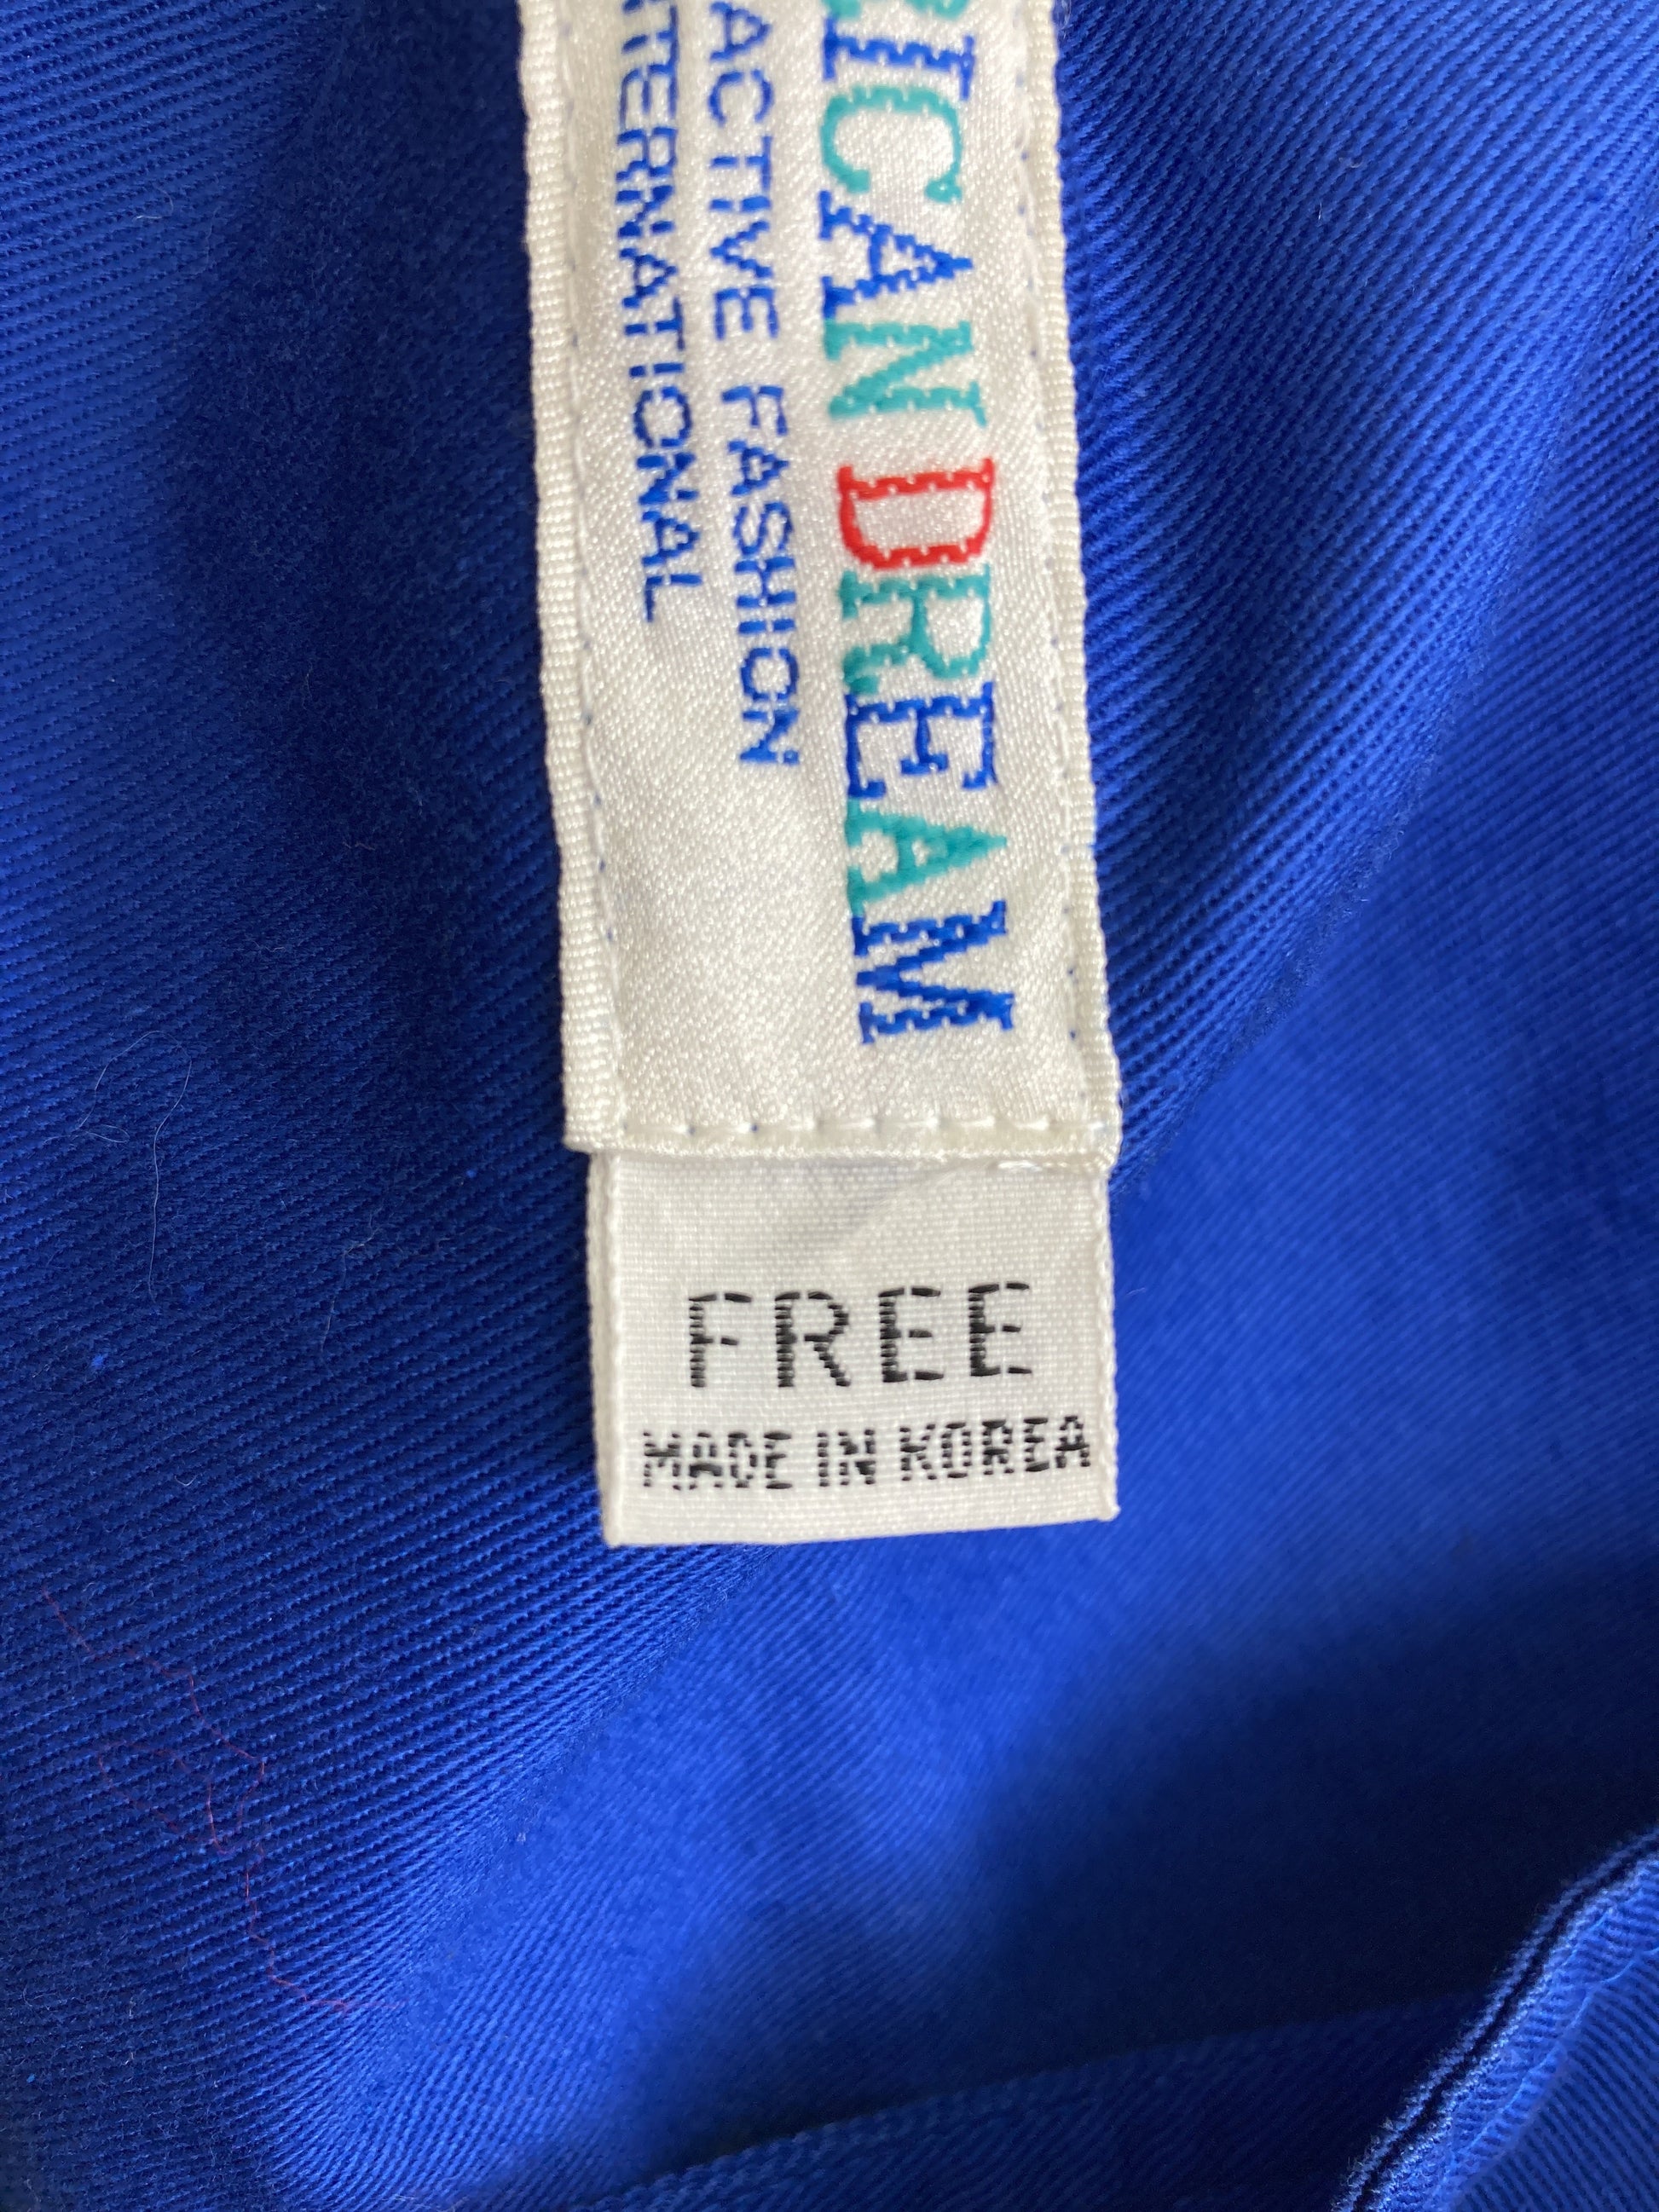 RICAN DREAM
ACTIVE FASHION
TERNATIONAL
FREE
MADE IN KOREA